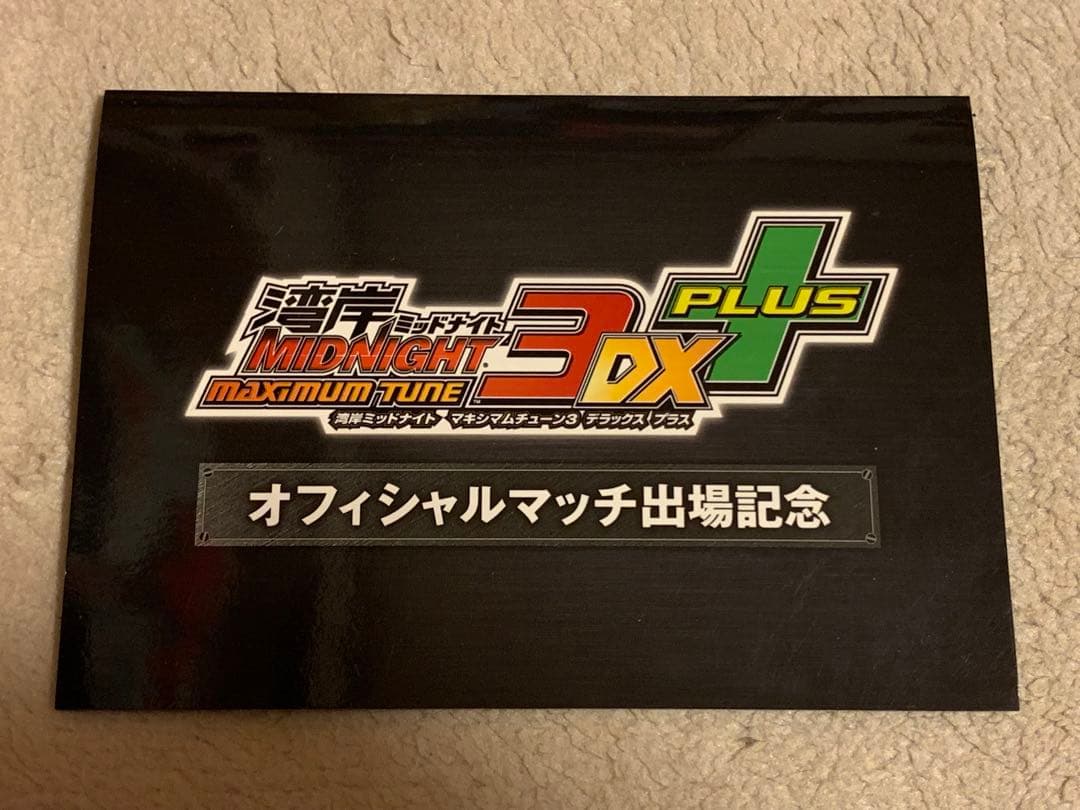 湾岸ミッドナイト
MIDNIGHT
3DX
PLUS
MAXIMUM TUNE™
湾岸ミッドナイト マキシマムチューン3 デラックス プラス
オフィシャルマッチ出場記念